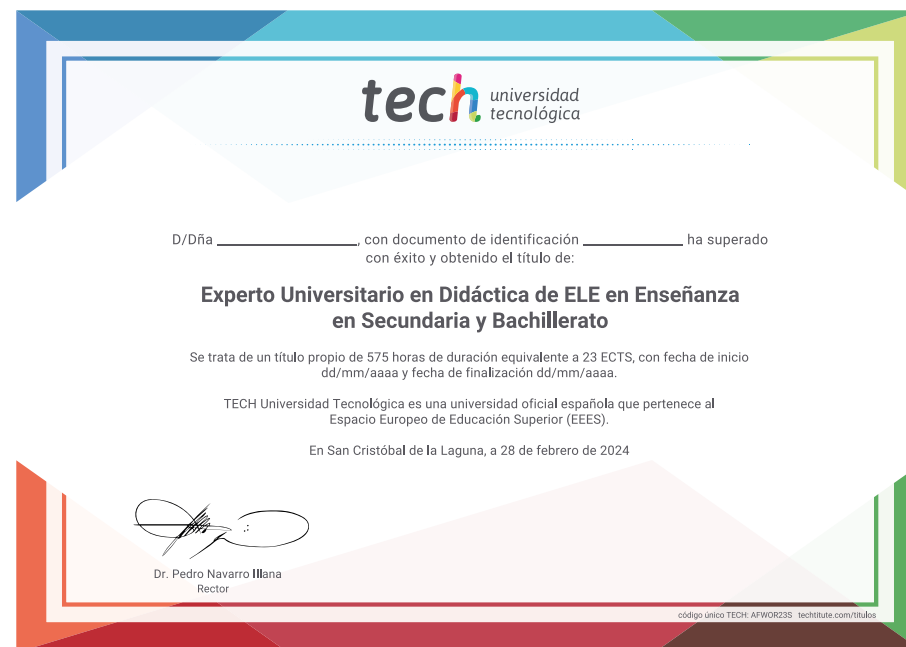 tech universidad
tecnológica
D/Dña ____________________, con documento de identificación ______________ ha superado
con éxito y obtenido el título de:
Experto Universitario en Didáctica de ELE en Enseñanza
en Secundaria y Bachillerato
Se trata de un título propio de 575 horas de duración equivalente a 23 ECTS, con fecha de inicio
dd/mm/aaaa y fecha de finalización dd/mm/aaaa.
TECH Universidad Tecnológica es una universidad oficial española que pertenece al
Espacio Europeo de Educación Superior (EEES).
En San Cristóbal de la Laguna, a 28 de febrero de 2024
Dr. Pedro Navarro Illana
Rector
código único TECH: AFWOR23S techtitute.com/titulos